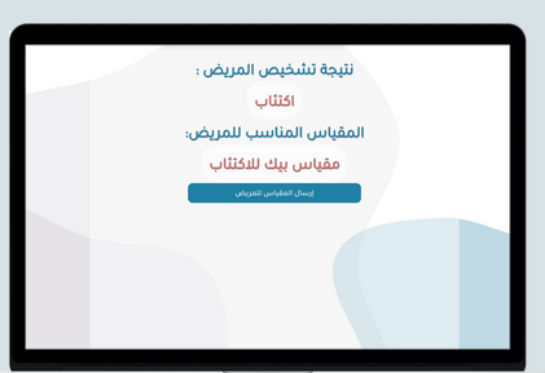 نتيجة تشخيص المريض :
اكتئاب
المقياس المناسب للمريض:
مقياس بيك للاكتئاب
إرسال المقياس للمريض